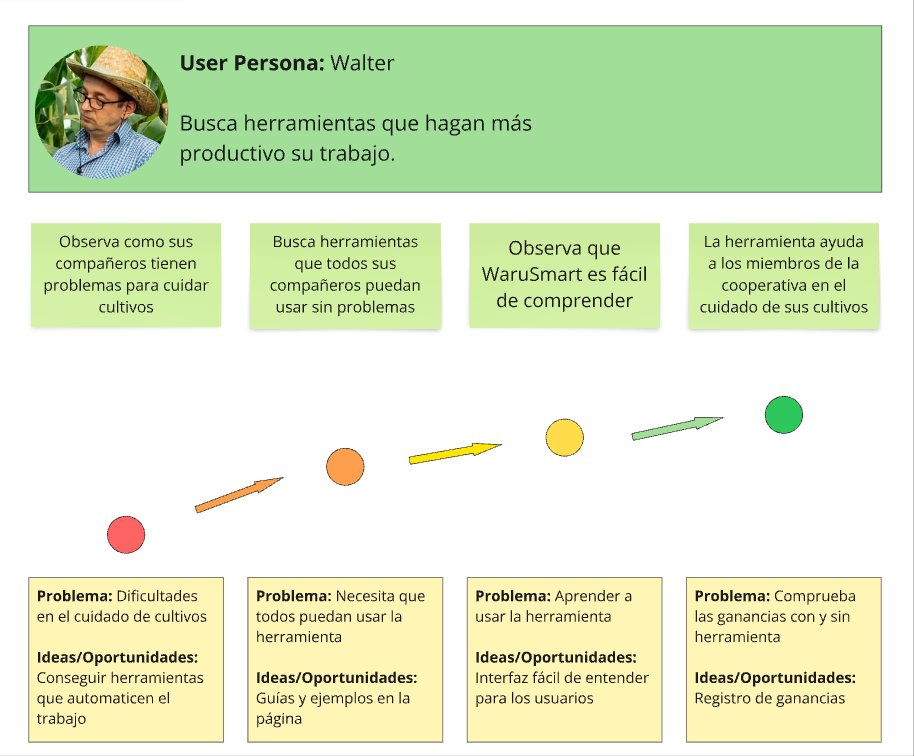 User Persona: Walter
Busca herramientas que hagan más
productivo su trabajo.
Observa como sus
compañeros tienen
problemas para cuidar
cultivos
Busca herramientas
que todos sus
compañeros puedan
usar sin problemas
Observa que
WaruSmart es fácil
de comprender
La herramienta ayuda
a los miembros de la
cooperativa en el
cuidado de sus cultivos
Problema: Dificultades
en el cuidado de cultivos
Ideas/Oportunidades:
Conseguir herramientas
que automaticen el
trabajo
Problema: Necesita que
todos puedan usar la
herramienta
Ideas/Oportunidades:
Guías y ejemplos en la
página
Problema: Aprender a
usar la herramienta
Ideas/Oportunidades:
Interfaz fácil de entender
para los usuarios
Problema: Comprueba
las ganancias con y sin
herramienta
Ideas/Oportunidades:
Registro de ganancias